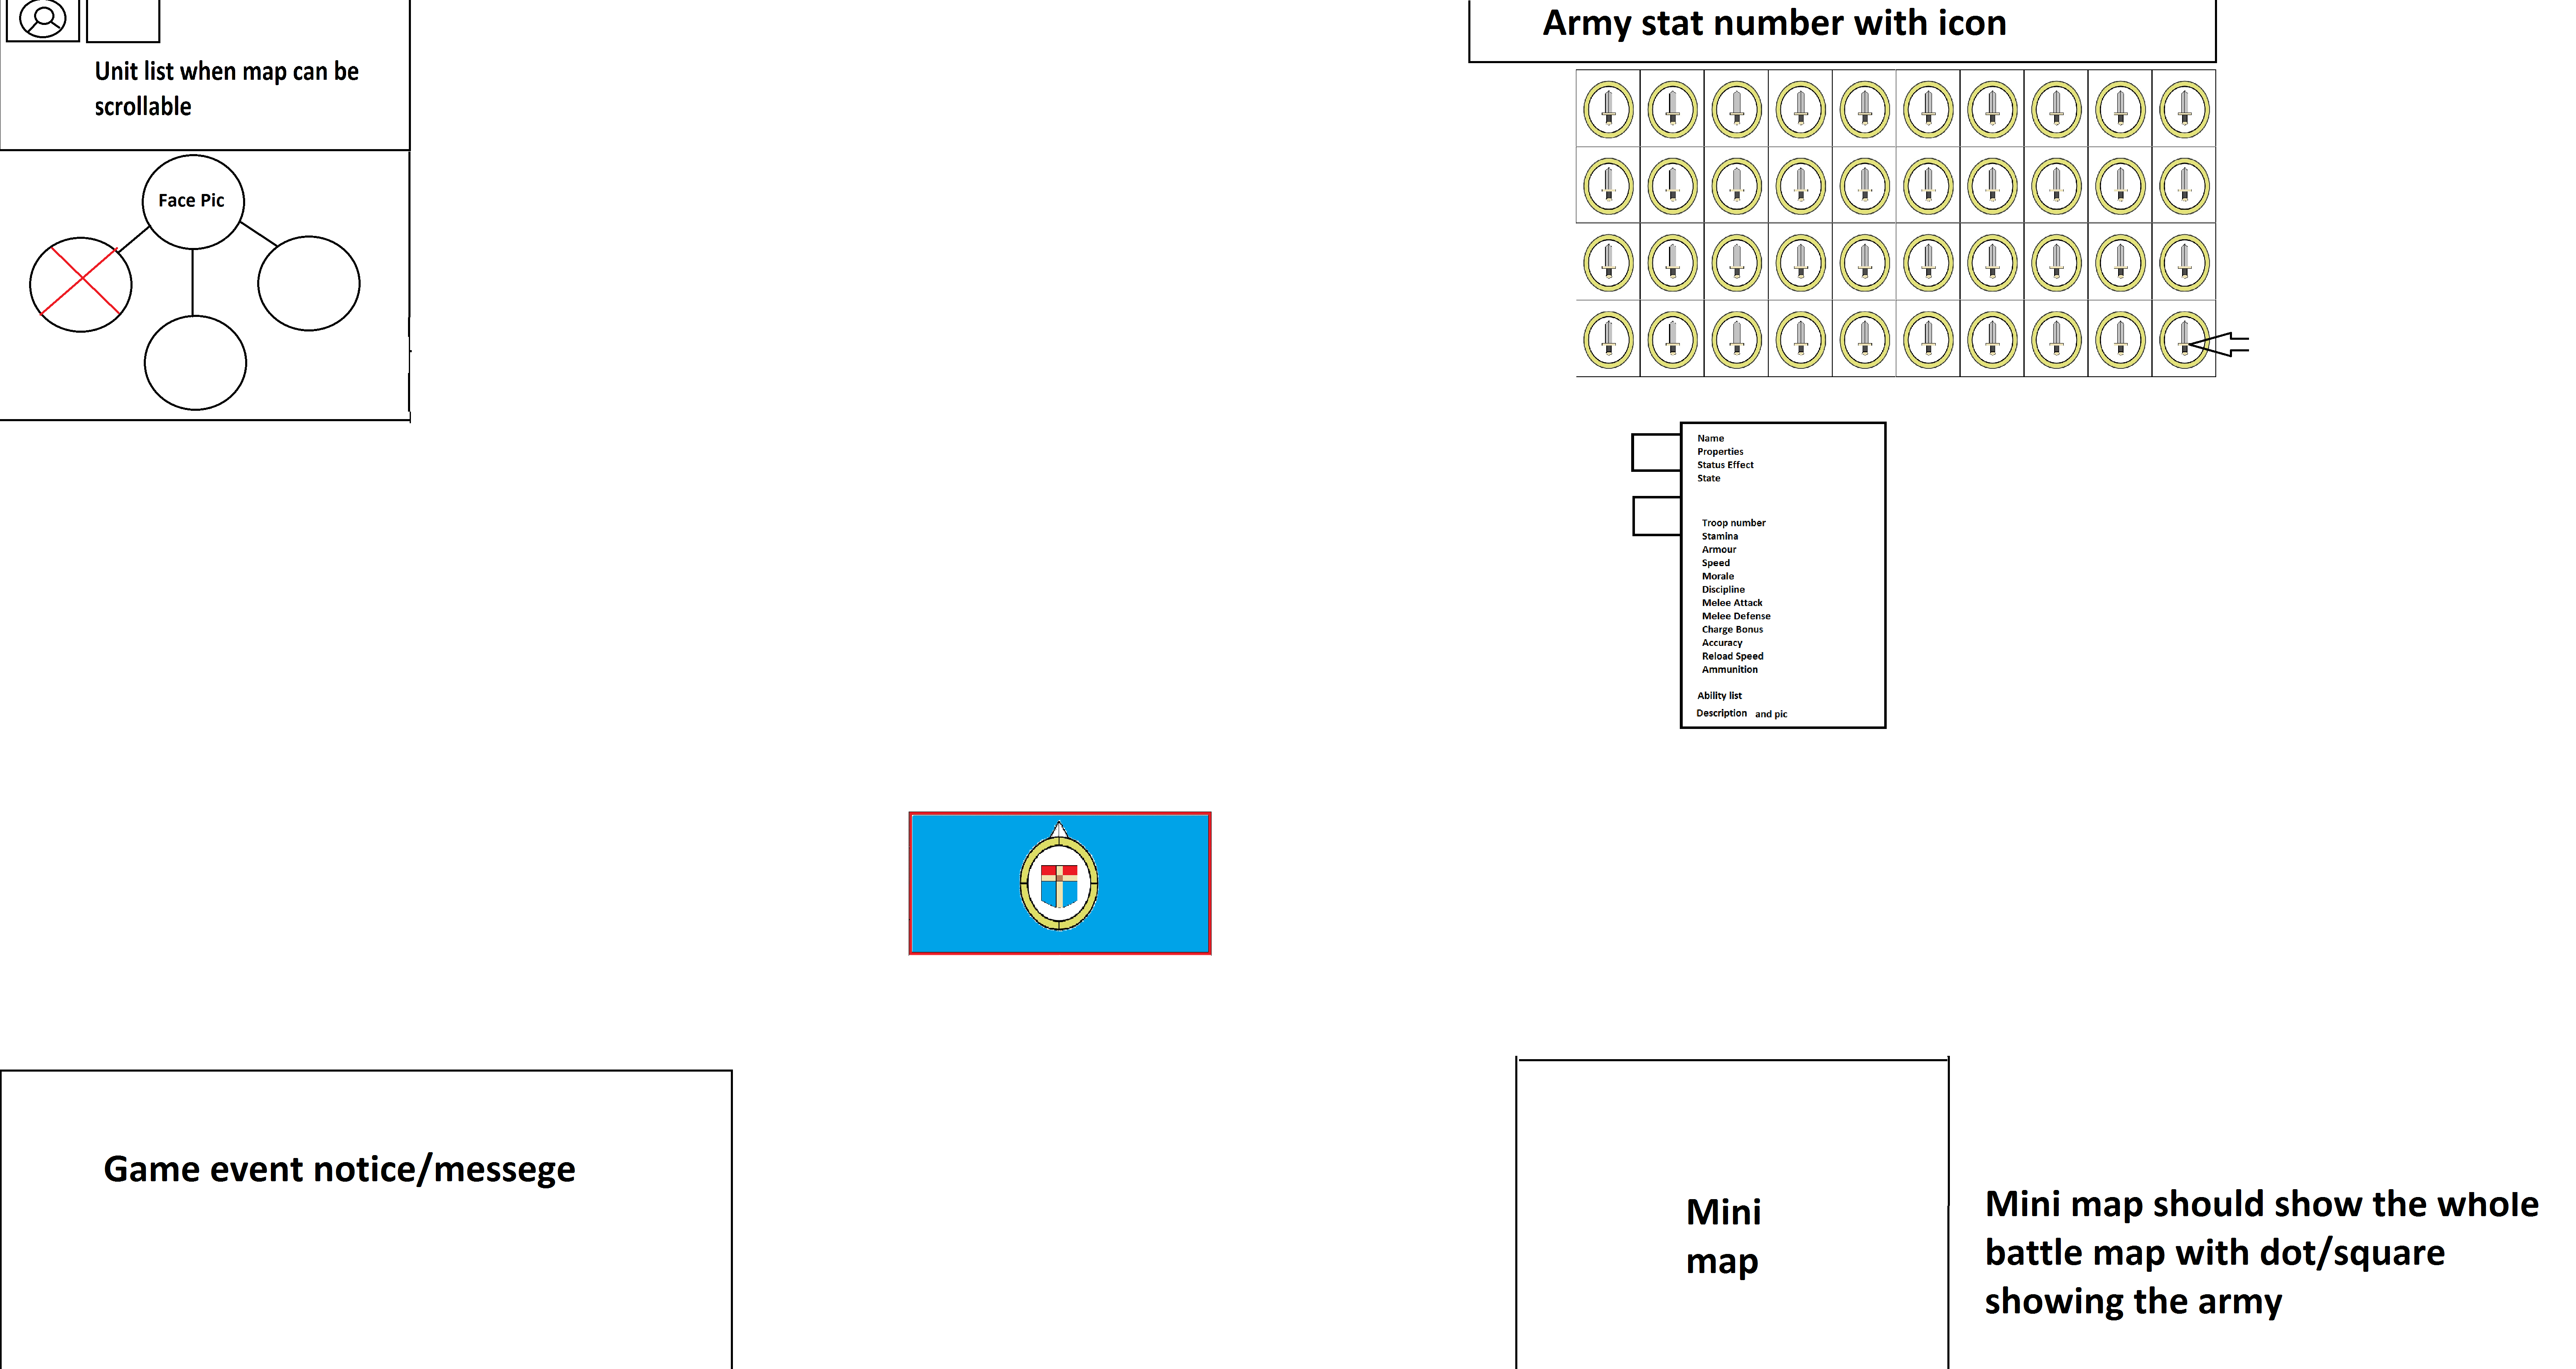 Army stat number with icon
Unit list when map can be
scrollable
Face Pic
Name
Properties
Status Effect
State
Troop number
Stamina
Armour
Speed
Morale
Discipline
Melee Attack
Melee Defense
Charge Bonus
Accuracy
Reload Speed
Ammunition
Ability list
Description and pic
Game event notice/messege
Mini
map
Mini map should show the whole
battle map with dot/square
showing the army